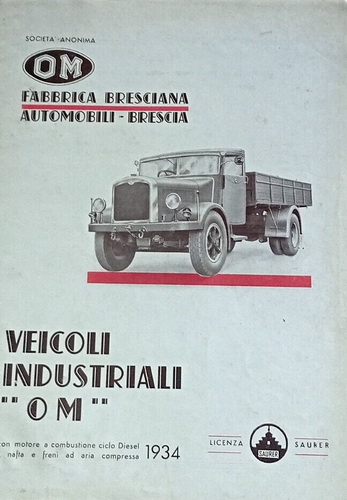 SOCIETA' ANONIMA
OM
FABBRICA BRESCIANA
AUTOMOBILI - BRESCIA
VEICOLI
INDUSTRIALI
"OM"
con motore a combustione ciclo Diesel
nafta e freni ad aria compressa 1934
LICENZA SAURER SAURER